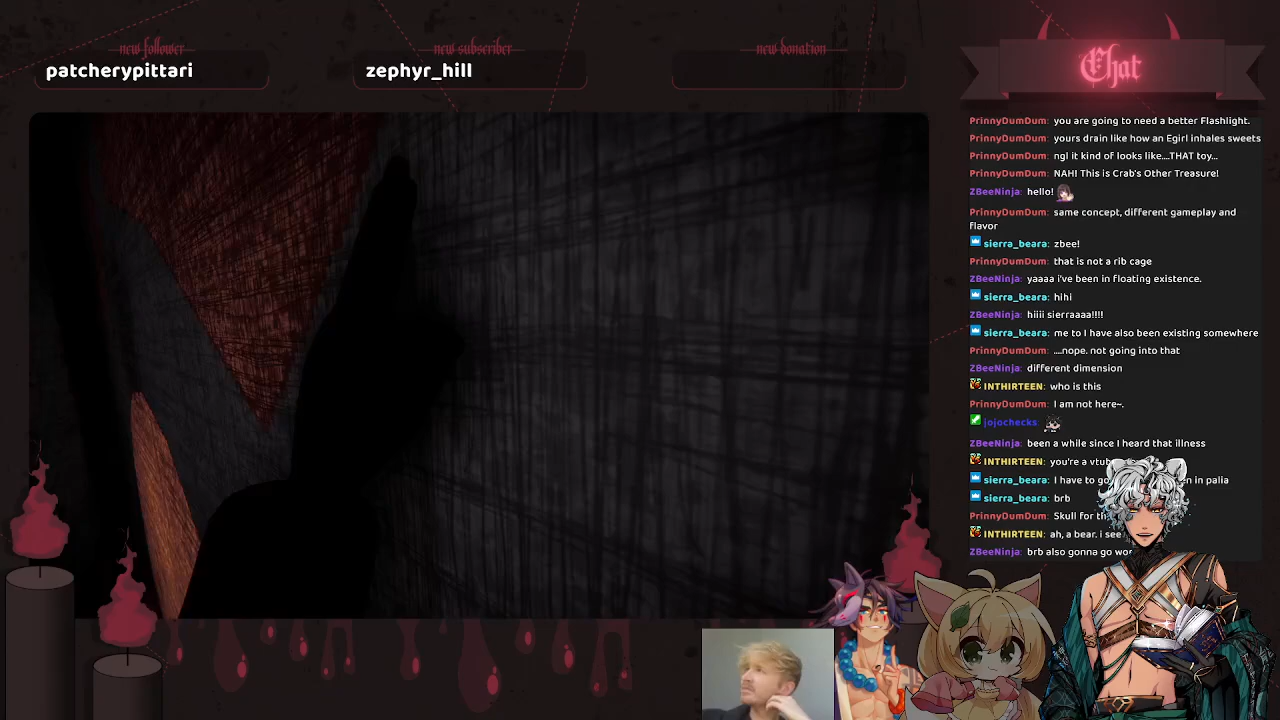 new follower
patcherypittari
new subscriber
zephyr_hill
new donation
Chat
PrinnyDumDum: you are going to need a better Flashlight.
PrinnyDumDum: yours drain like how an Egirl inhales sweets
PrinnyDumDum: ngl it kind of looks like....THAT toy...
PrinnyDumDum: NAH! This is Crab's Other Treasure!
ZBeeNinja: hello!
PrinnyDumDum: same concept, different gameplay and
flavor
sierra_beara: zbee!
PrinnyDumDum: that is not a rib cage
ZBeeNinja: yaaaa i've been in floating existence.
sierra_beara: hihi
ZBeeNinja: hiiii sierraaaa!!!!
sierra_beara: me to I have also been existing somewhere
PrinnyDumDum: ....nope. not going into that
ZBeeNinja: different dimension
INTHIRTEEN: who is this
PrinnyDumDum: I am not here~.
jojochecks:
ZBeeNinja: been a while since I heard that illness
INTHIRTEEN: you're a
sierra_beara: I have to in palia
sierra_beara: brb
PrinnyDumDum: Skull for
INTHIRTEEN: ah, a bear. i see
ZBeeNinja: brb also gonna go